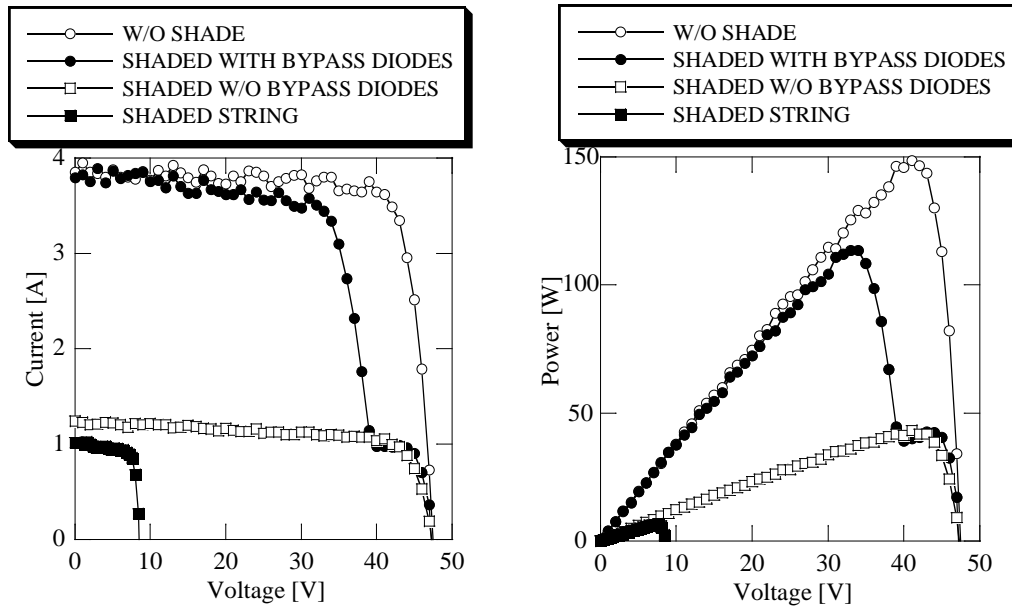 W/O SHADE
SHADED WITH BYPASS DIODES
SHADED W/O BYPASS DIODES
SHADED STRING
4
3
2
1
0
Current [A]
0
10
20
30
40
50
Voltage [V]
W/O SHADE
SHADED WITH BYPASS DIODES
SHADED W/O BYPASS DIODES
SHADED STRING
150
100
50
0
Power [W]
0
10
20
30
40
50
Voltage [V]